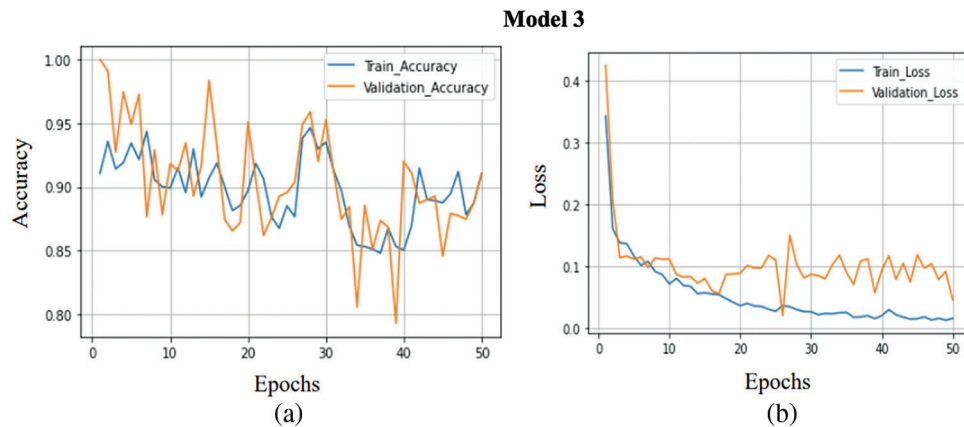 Model 3
1.00
0.95
0.90
0.85
0.80
Accuracy
Train_Accuracy
Validation_Accuracy
0 10 20 30 40 50
Epochs
(a)
0.4
0.3
0.2
0.1
0.0
Loss
Train_Loss
Validation_Loss
0 10 20 30 40 50
Epochs
(b)